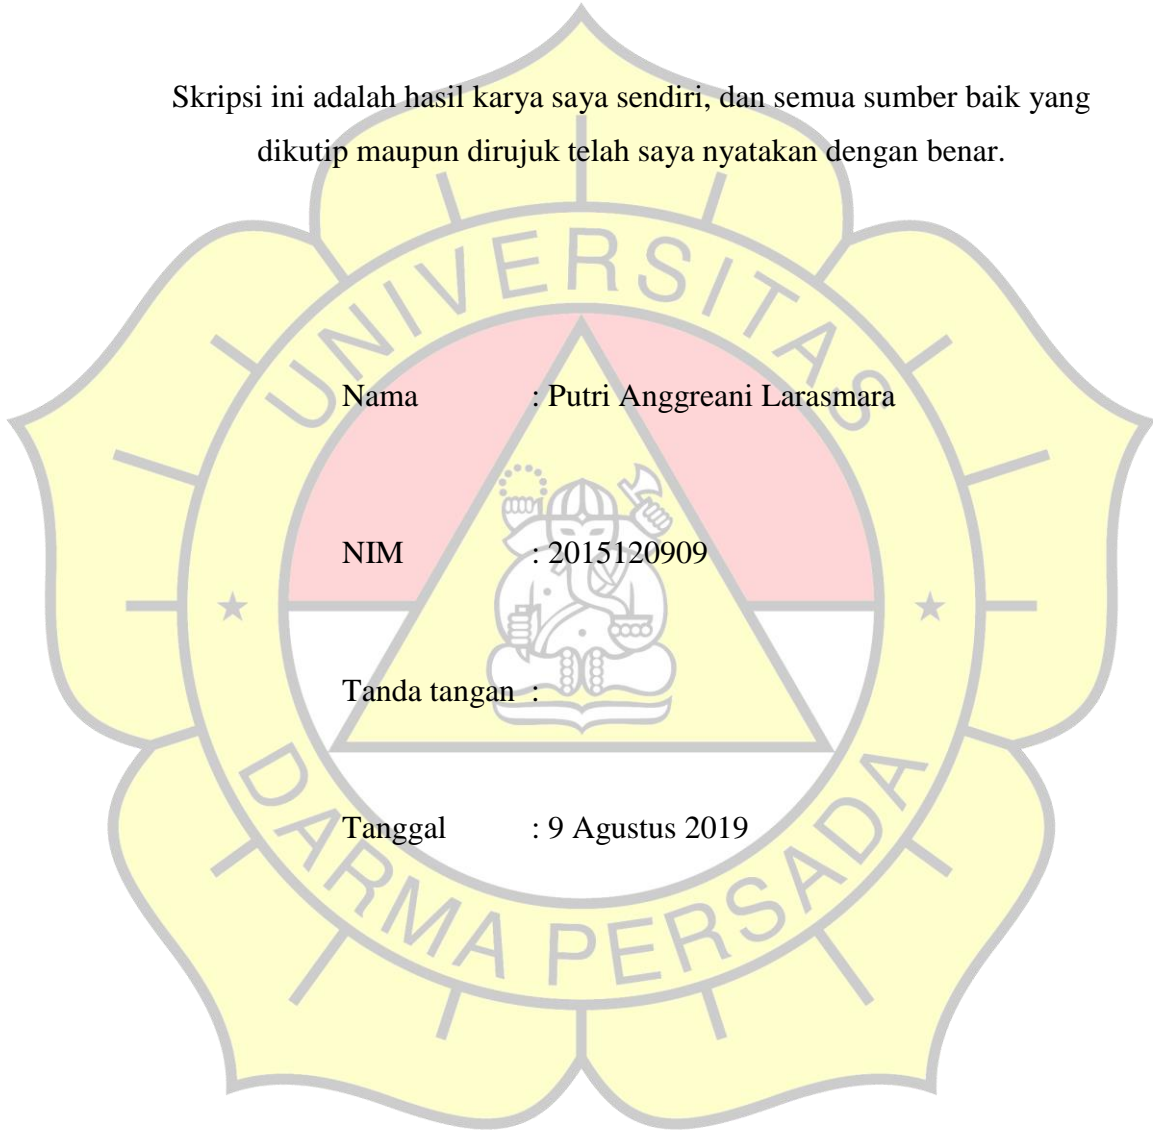 Skripsi ini adalah hasil karya saya sendiri, dan semua sumber baik yang
dikutip maupun dirujuk telah saya nyatakan dengan benar.
UNIVERSITAS
Nama : Putri Anggreani Larasmara
NIM : 2015120909
Tanda tangan :
Tanggal : 9 Agustus 2019
DARMA PERSADA